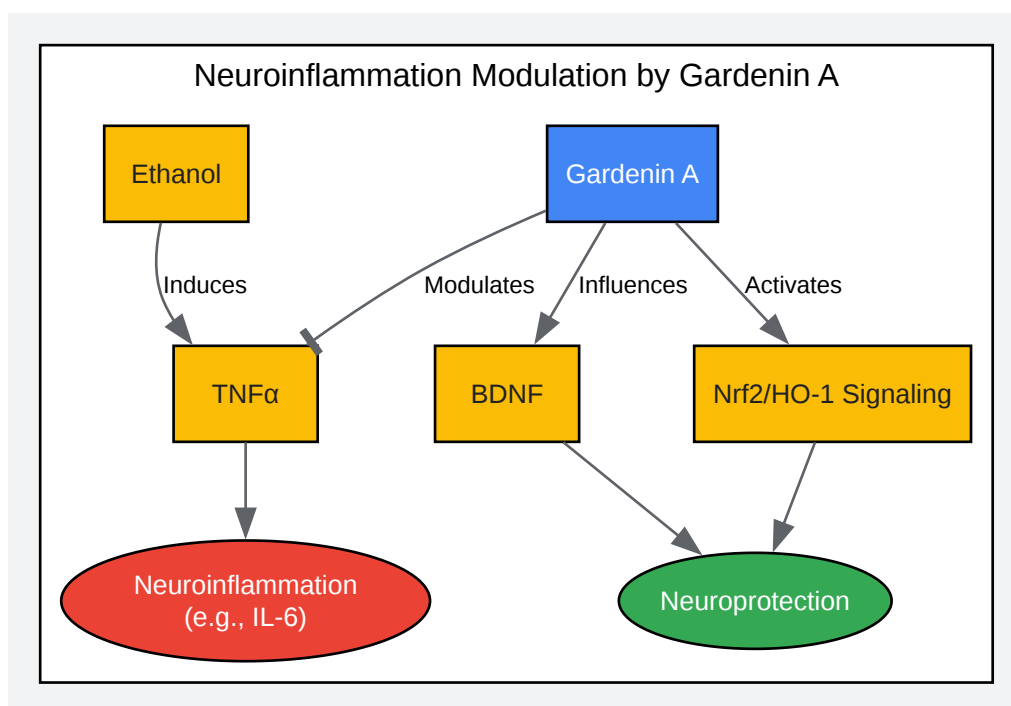 Neuroinflammation Modulation by Gardenin A
Ethanol
Gardenin A
Induces
Modulates
Influences
Activates
TNFα
BDNF
Nrf2/HO-1 Signaling
Neuroinflammation
(e.g., IL-6)
Neuroprotection